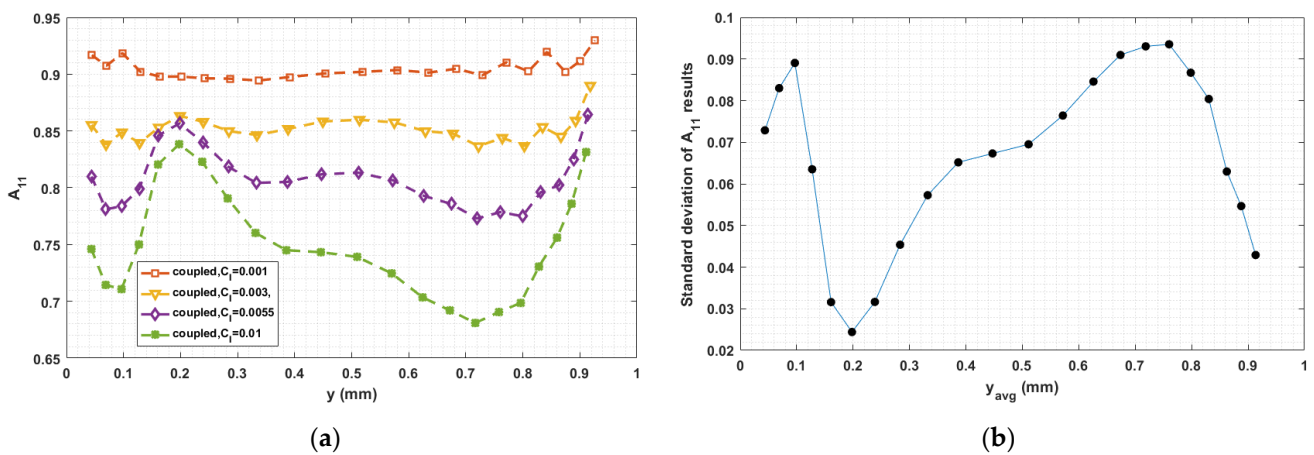 0.95
0.9
0.85
0.8
0.75
0.7
0.65
A11
0 0.1 0.2 0.3 0.4 0.5 0.6 0.7 0.8 0.9 1
y (mm)
coupled,CI=0.001
coupled,CI=0.003,
coupled,CI=0.0055
coupled,CI=0.01
(a)
0.1
0.09
0.08
0.07
0.06
0.05
0.04
0.03
0.02
Standard deviation of A11 results
0 0.1 0.2 0.3 0.4 0.5 0.6 0.7 0.8 0.9 1
yavg (mm)
(b)